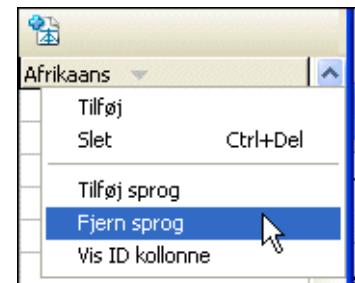 Afrikaans
Tilføj
Slet Ctrl+Del
Tilføj sprog
Fjern sprog
Vis ID kollonne